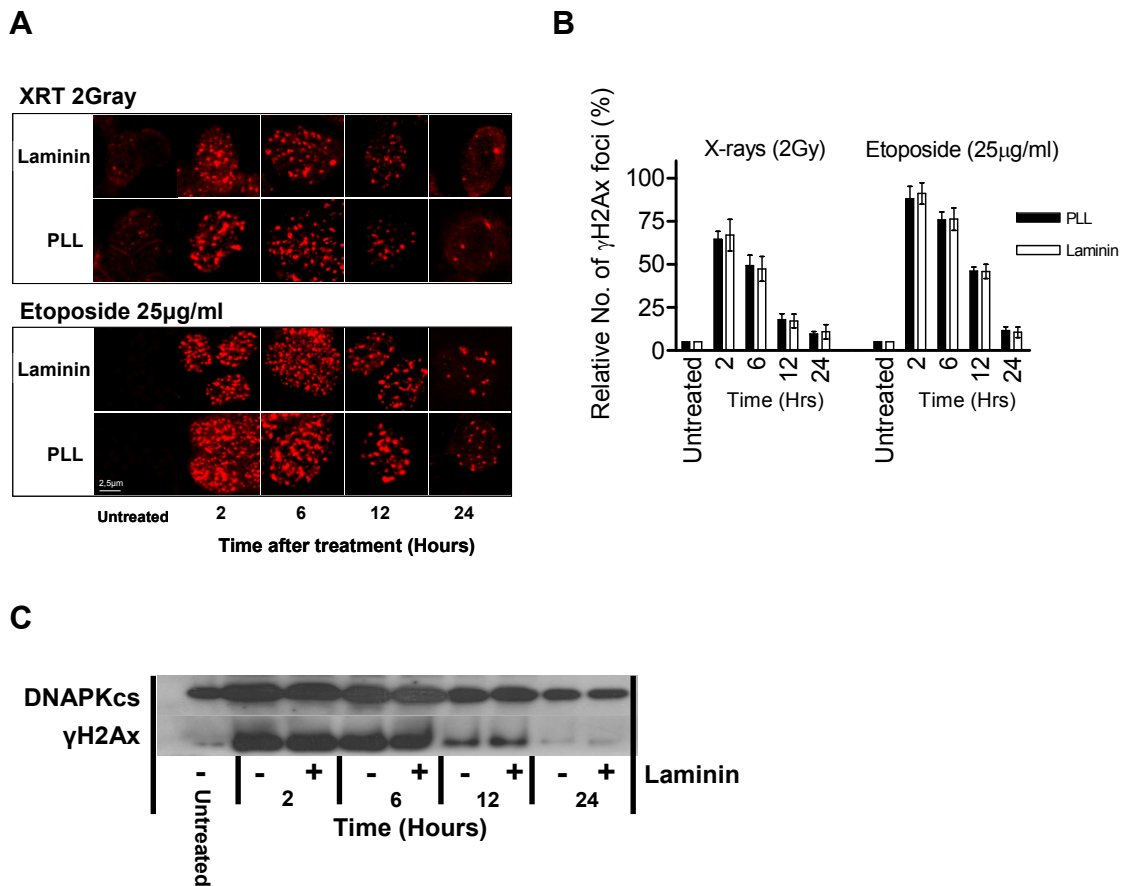 A
XRT 2Gray
Laminin
PLL
Etoposide 25µg/ml
Laminin
PLL
2,5µm
Untreated 2 6 12 24
Time after treatment (Hours)
B
Relative No. of γH2Ax foci (%)
X-rays (2Gy) Etoposide (25µg/ml)
100
75
50
25
0
PLL
Laminin
Untreated 2 6 12 24 Untreated 2 6 12 24
Time (Hrs) Time (Hrs)
C
DNAPKcs
γH2Ax
- - + - + - + - + Laminin
Untreated 2 6 12 24
Time (Hours)